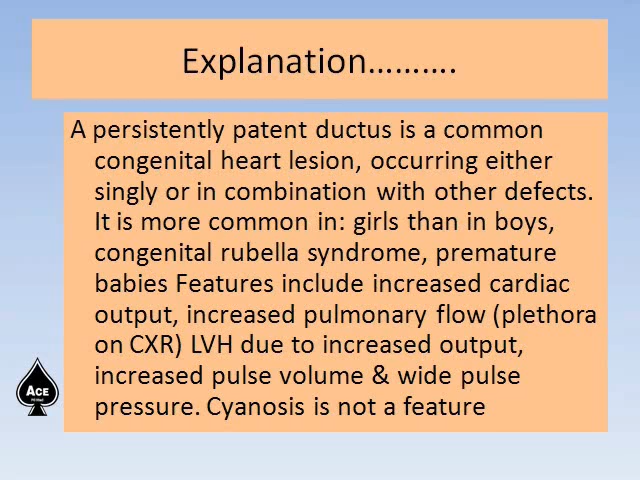 Explanation……….
A persistently patent ductus is a common
congenital heart lesion, occurring either
singly or in combination with other defects.
It is more common in: girls than in boys,
congenital rubella syndrome, premature
babies Features include increased cardiac
output, increased pulmonary flow (plethora
on CXR) LVH due to increased output,
increased pulse volume & wide pulse
pressure. Cyanosis is not a feature
ACE